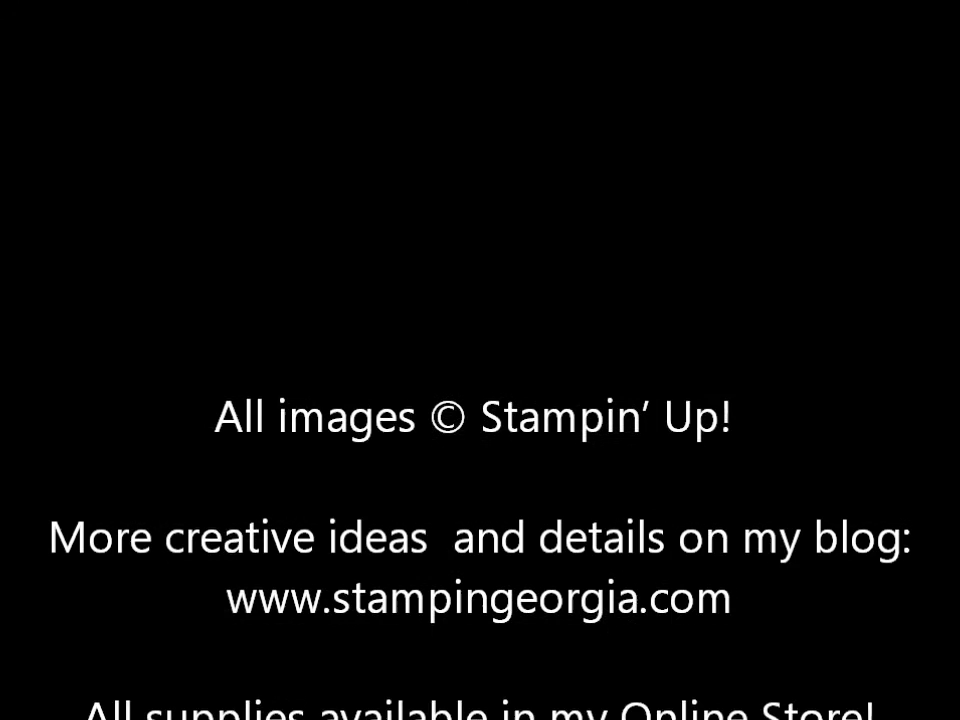 All images © Stampin’ Up!
More creative ideas  and details on my blog:
www.stampingeorgia.com
All supplies available in my Online Store!